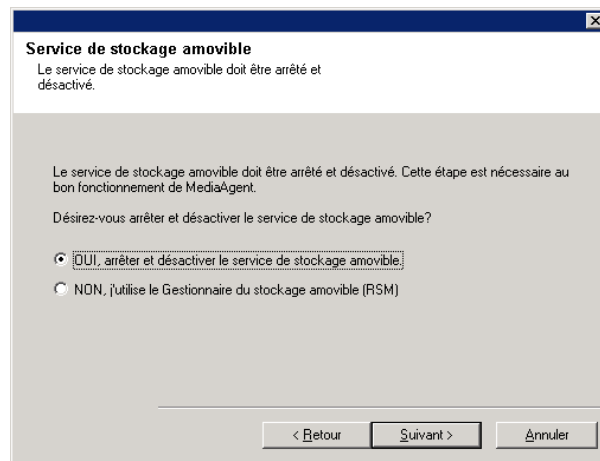 Service de stockage amovible
Le service de stockage amovible doit être arrêté et
désactivé.
Le service de stockage amovible doit être arrêté et désactivé. Cette étape est nécessaire au
bon fonctionnement de MediaAgent.
Désirez-vous arrêter et désactiver le service de stockage amovible?
OUI, arrêter et désactiver le service de stockage amovible.
NON, j'utilise le Gestionnaire du stockage amovible (RSM)
< Retour Suivant > Annuler